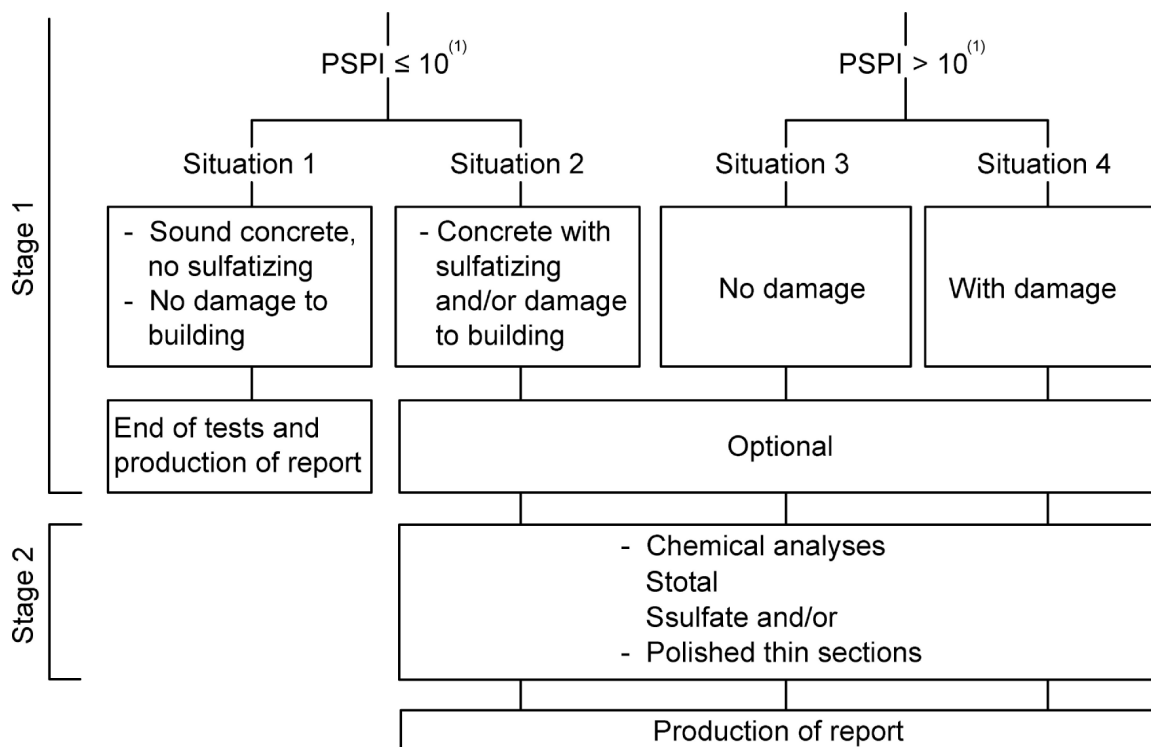 PSPI ≤ 10(1)
PSPI > 10(1)
Situation 1
Situation 2
Situation 3
Situation 4
Stage 1
- Sound concrete,
no sulfatizing
- No damage to
building
- Concrete with
sulfatizing
and/or damage
to building
No damage
With damage
End of tests and
production of report
Optional
Stage 2
- Chemical analyses
Stotal
Ssulfate and/or
- Polished thin sections
Production of report